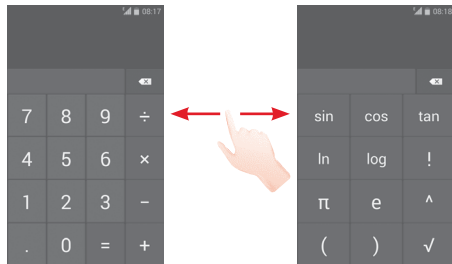 08:17
7 8 9 ÷
4 5 6 ×
1 2 3 −
. 0 = +
08:18
sin cos tan
ln log !
π e ^
( ) √